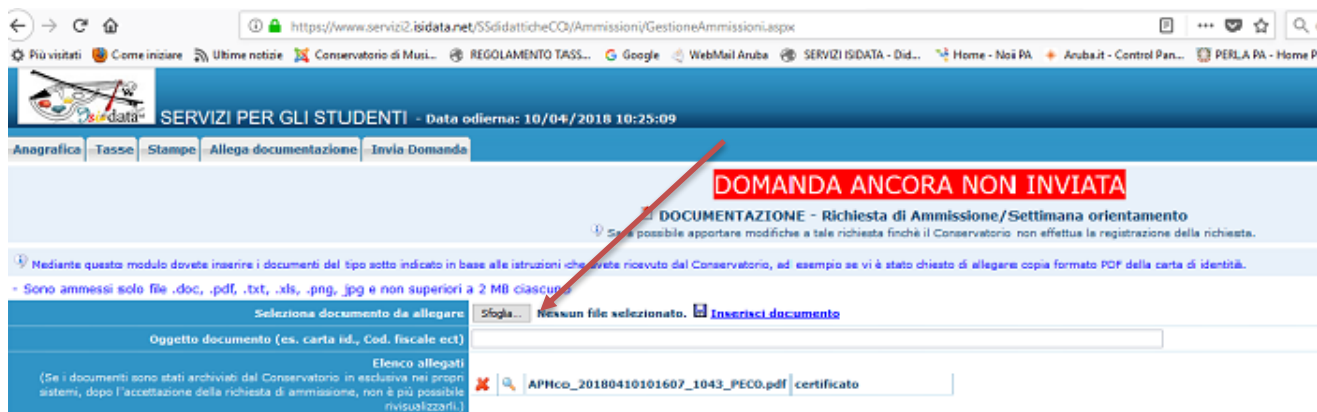 https://www.servizi2.isidata.net/SSdidatticheCO/Ammissioni/GestioneAmmissioni.aspx
Più visitati Come iniziare Ultime notizie Conservatorio di Musi... REGOLAMENTO TASS... Google WebMail Aruba SERVIZI ISIDATA - Did... Home - Noi PA Aruba.it - Control Pan... PERLA PA - Home P
Isidata SERVIZI PER GLI STUDENTI - Data odierna: 10/04/2018 10:25:09
Anagrafica Tasse Stampe Allega documentazione Invia Domanda
DOMANDA ANCORA NON INVIATA
DOCUMENTAZIONE - Richiesta di Ammissione/Settimana orientamento
Sarà possibile apportare modifiche a tale richiesta finchè il Conservatorio non effettua la registrazione della richiesta.
Mediante questo modulo dovete inserire i documenti del tipo sotto indicato in base alle istruzioni che avete ricevuto dal Conservatorio, ad esempio se vi è stato chiesto di allegare copia formato PDF della carta di identità.
- Sono ammessi solo file .doc, .pdf, .txt, .xls, .png, jpg e non superiori a 2 MB ciascuno
Seleziona documento da allegare Sfoglia... Nessun file selezionato. Inserisci documento
Oggetto documento (es. carta iid., Cod. fiscale ect)
Elenco allegati
(Se i documenti sono stati archiviati dal Conservatorio in esclusiva nei propri
sistemi, dopo l'accettazione della richiesta di ammissione, non è più possibile
rivisualizzarli.)
APMco_20180410101607_1043_PECO.pdf certificato